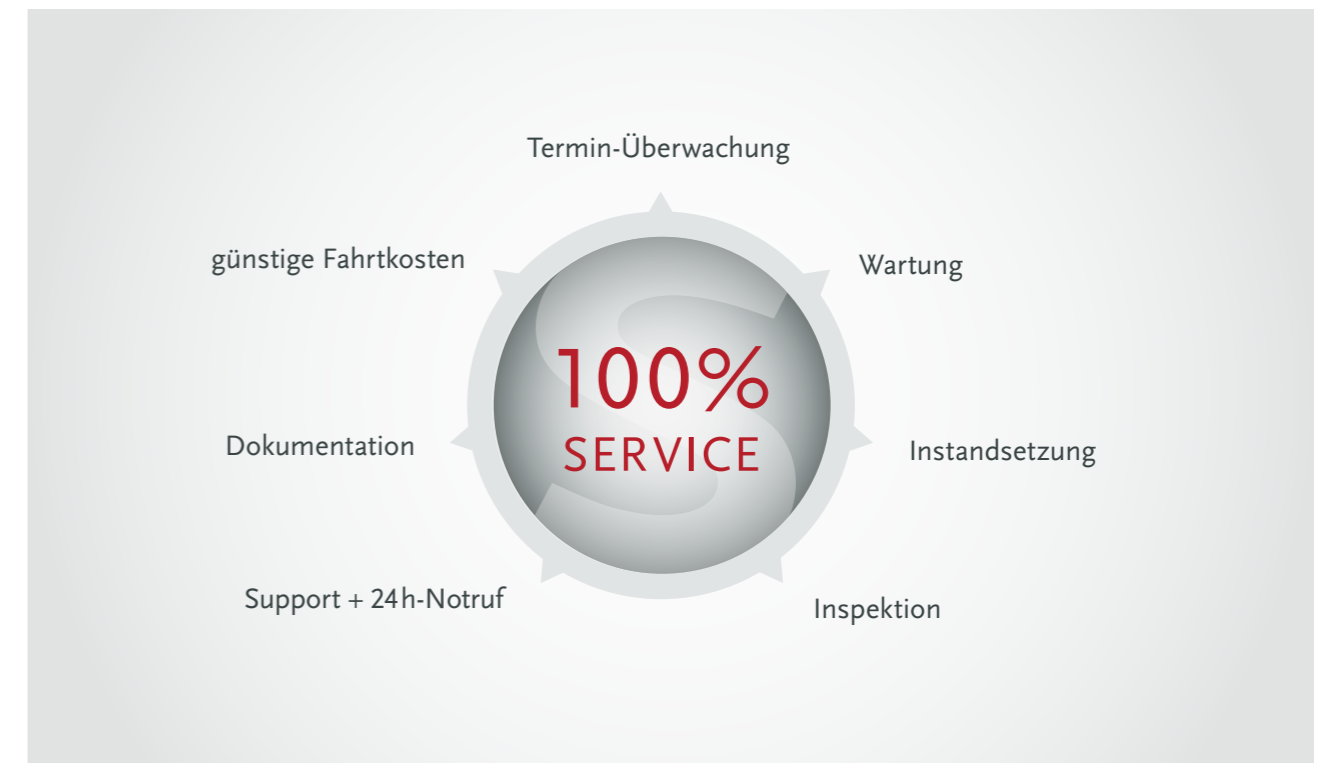 Termin-Überwachung
günstige Fahrtkosten
Wartung
100%
SERVICE
Dokumentation
Instandsetzung
Support + 24h-Notruf
Inspektion